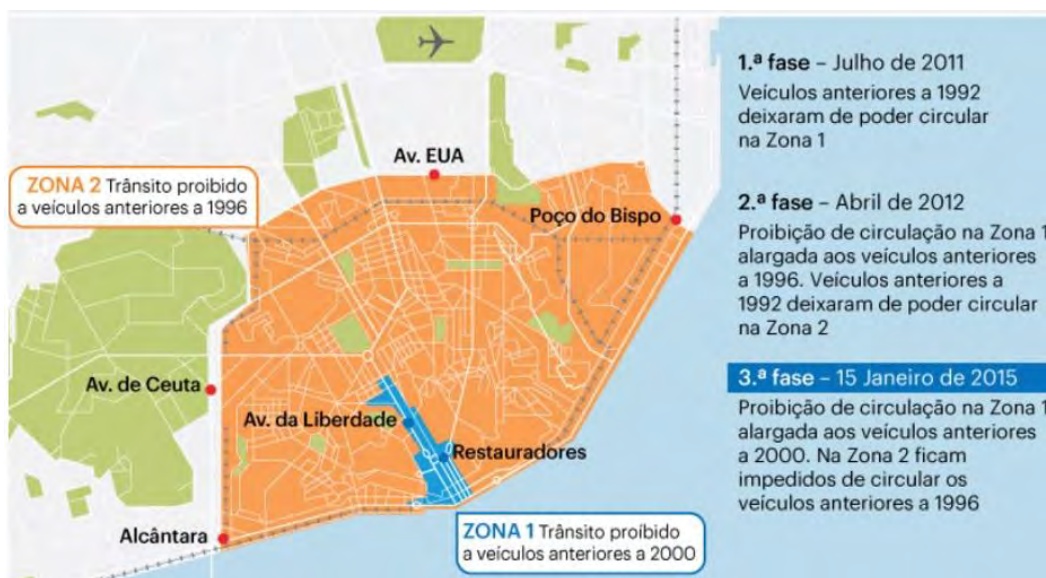 ZONA 2 Trânsito proibido
a veículos anteriores a 1996
Av. EUA
Poço do Bispo
Av. de Ceuta
Av. da Liberdade
Restauradores
Alcântara
ZONA 1 Trânsito proíbido
a veículos anteriores a 2000
1.ª fase – Julho de 2011
Veículos anteriores a 1992
deixaram de poder circular
na Zona 1
2.ª fase – Abril de 2012
Proibição de circulação na Zona 1
alargada aos veículos anteriores
a 1996. Veículos anteriores a
1992 deixaram de poder circular
na Zona 2
3.ª fase – 15 Janeiro de 2015
Proibição de circulação na Zona 1
alargada aos veículos anteriores
a 2000. Na Zona 2 ficam
impedidos de circular os
veículos anteriores a 1996